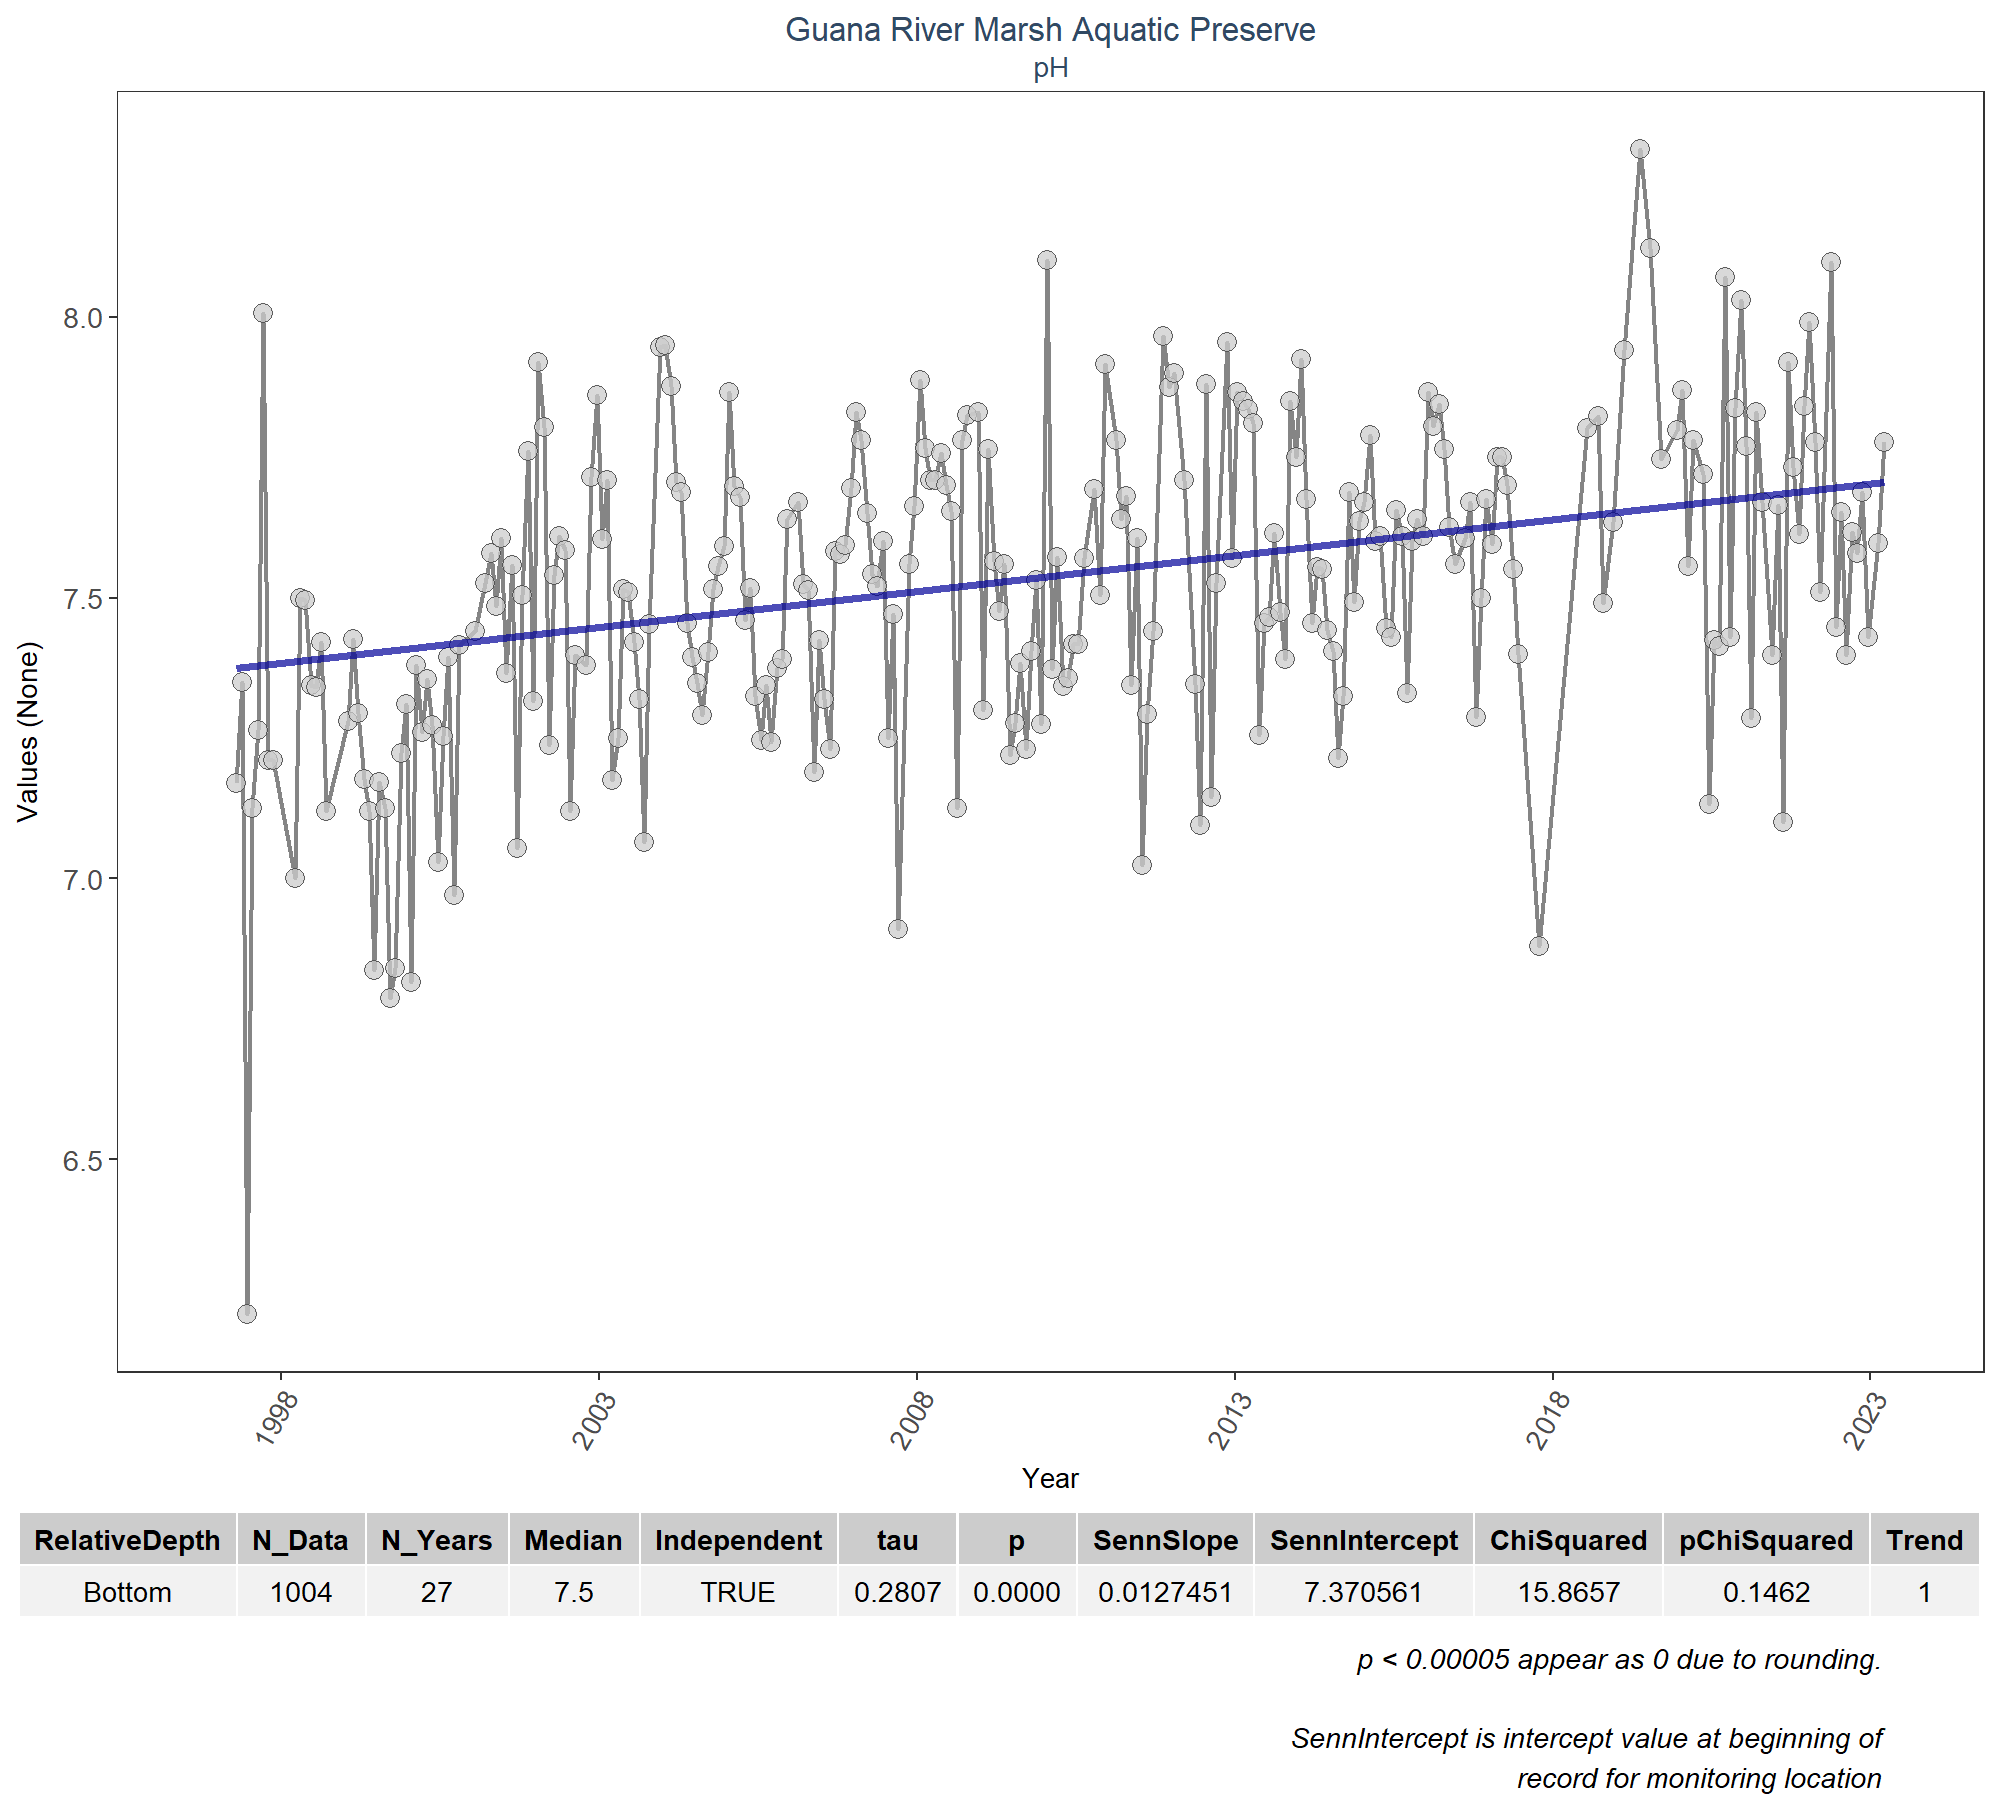 Guana River Marsh Aquatic Preserve
pH
8.0
7.5
7.0
6.5
Values (None)
1998 2003 2008 2013 2018 2023
Year
RelativeDepth N_Data N_Years Median Independent tau p SennSlope SennIntercept ChiSquared pChiSquared Trend
Bottom 1004 27 7.5 TRUE 0.2807 0.0000 0.0127451 7.370561 15.8657 0.1462 1
p < 0.00005 appear as 0 due to rounding.
SennIntercept is intercept value at beginning of
record for monitoring location